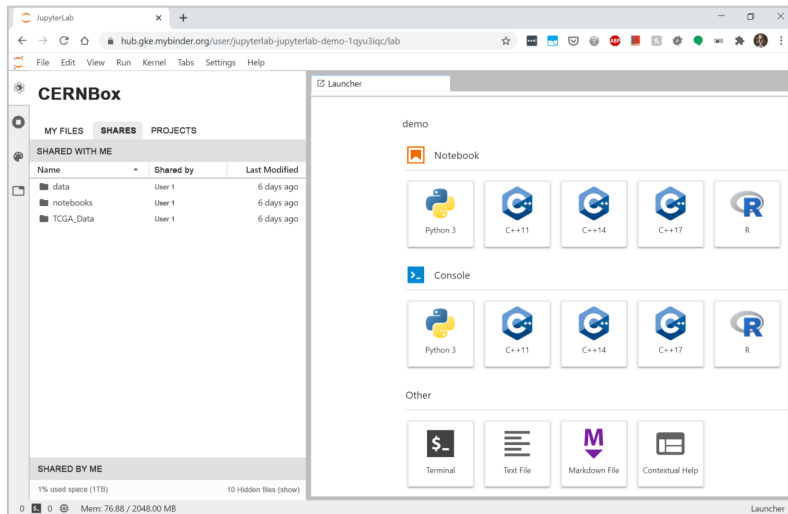 JupyterLab
hub.gke.mybinder.org/user/jupyterlab-jupyterlab-demo-1qyu3iqc/lab
ABP
File Edit View Run Kernel Tabs Settings Help
CERNBox
MY FILES SHARES PROJECTS
SHARED WITH ME
Name Shared by Last Modified
data User 1 6 days ago
notebooks User 1 6 days ago
TCGA_Data User 1 6 days ago
SHARED BY ME
1% used space (1TB) 10 Hidden files (show)
Launcher
demo
Notebook
Python 3 C++11 C++14 C++17 R
Console
Python 3 C++11 C++14 C++17 R
Other
$_ M
Terminal Text File Markdown File Contextual Help
0 0 Mem: 76.88 / 2048.00 MB Launcher